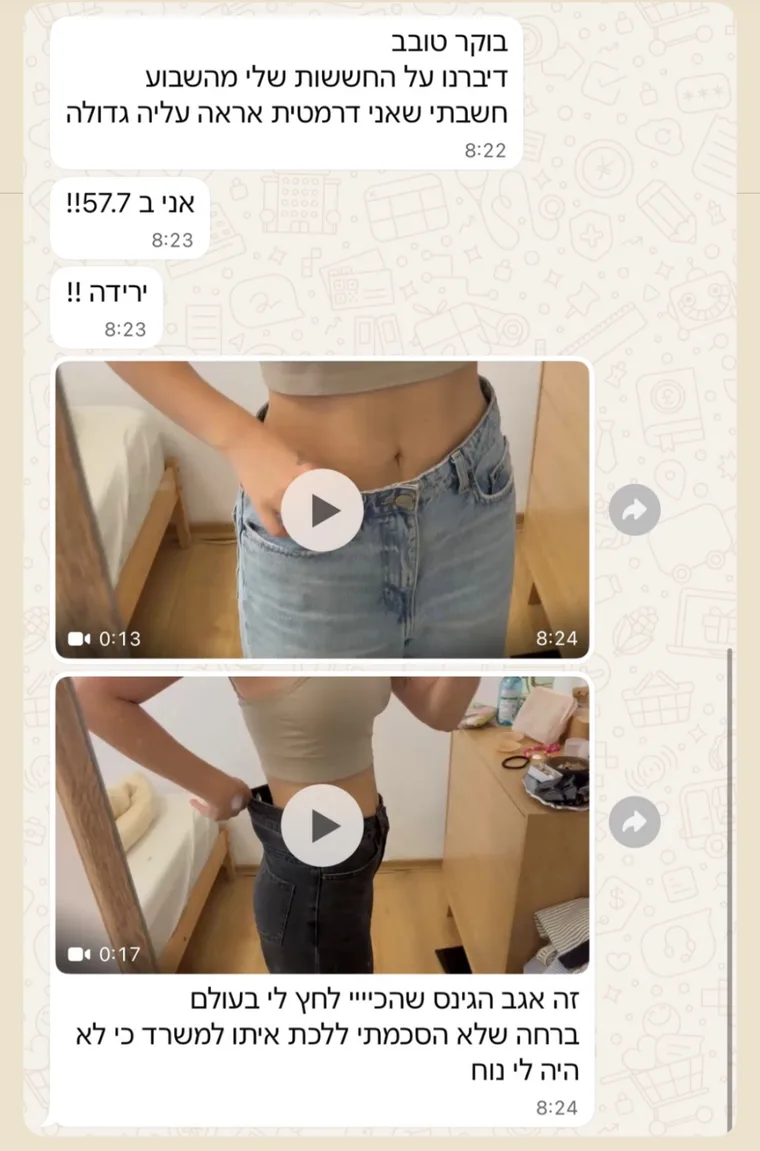 בוקר טובב
דיברנו על החששות שלי מהשבוע
חשבתי שאני דרמטית אראה עליה גדולה
8:22
אני ב 57.7!!
8:23
ירידה !!
8:23
0:13
8:24
0:17
זה אגב הגינס שהכיייי לחץ לי בעולם
ברחה שלא הסכמתי ללכת איתו למשרד כי לא
היה לי נוח
8:24